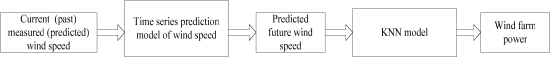 Current (past)
measured (predicted)
wind speed
Time series prediction
model of wind speed
Predicted
future wind
speed
KNN model
Wind farm
power